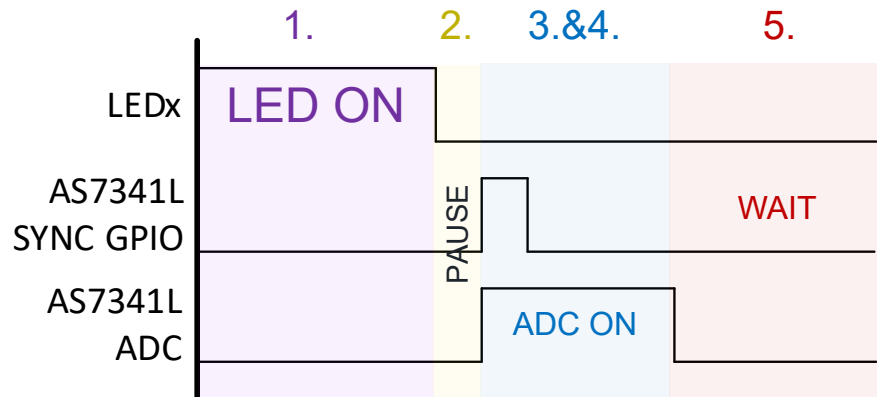 1.
2.
3.&4.
5.
LEDx
LED ON
AS7341L
SYNC GPIO
PAUSE
WAIT
AS7341L
ADC
ADC ON